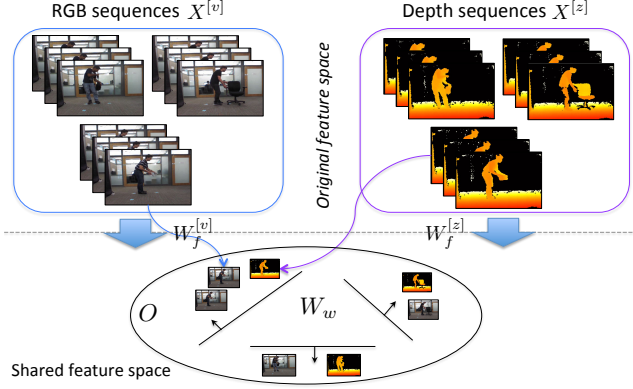 RGB sequences X^[v]
Depth sequences X^[z]
Original feature space
W_f^[v]
W_f^[z]
O
W_w
Shared feature space